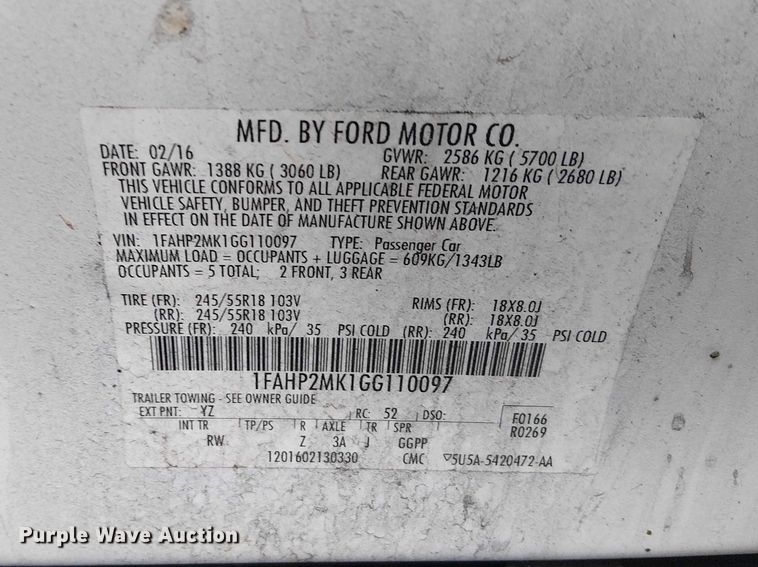 MFD. BY FORD MOTOR CO.
DATE: 02/16 GVWR: 2586 KG ( 5700 LB)
FRONT GAWR: 1388 KG ( 3060 LB) REAR GAWR: 1216 KG ( 2680 LB)
THIS VEHICLE CONFORMS TO ALL APPLICABLE FEDERAL MOTOR
VEHICLE SAFETY, BUMPER, AND THEFT PREVENTION STANDARDS
IN EFFECT ON THE DATE OF MANUFACTURE SHOWN ABOVE.
VIN: 1FAHP2MK1GG110097 TYPE: Passenger Car
MAXIMUM LOAD = OCCUPANTS + LUGGAGE = 609KG/1343LB
OCCUPANTS = 5 TOTAL; 2 FRONT, 3 REAR
TIRE (FR): 245/55R18 103V RIMS (FR): 18X8.0J
(RR): 245/55R18 103V (RR): 18X8.0J
PRESSURE (FR): 240 kPa/ 35 PSI COLD (RR): 240 kPa/ 35 PSI COLD
1FAHP2MK1GG110097
TRAILER TOWING - SEE OWNER GUIDE
EXT PNT: YZ RC: 52 DSO: F0166
INT TR TP/PS R AXLE TR SPR R0269
RW Z 3A J GGPP
1201602130330 CMC ▽5U5A-5420472-AA
Purple Wave Auction